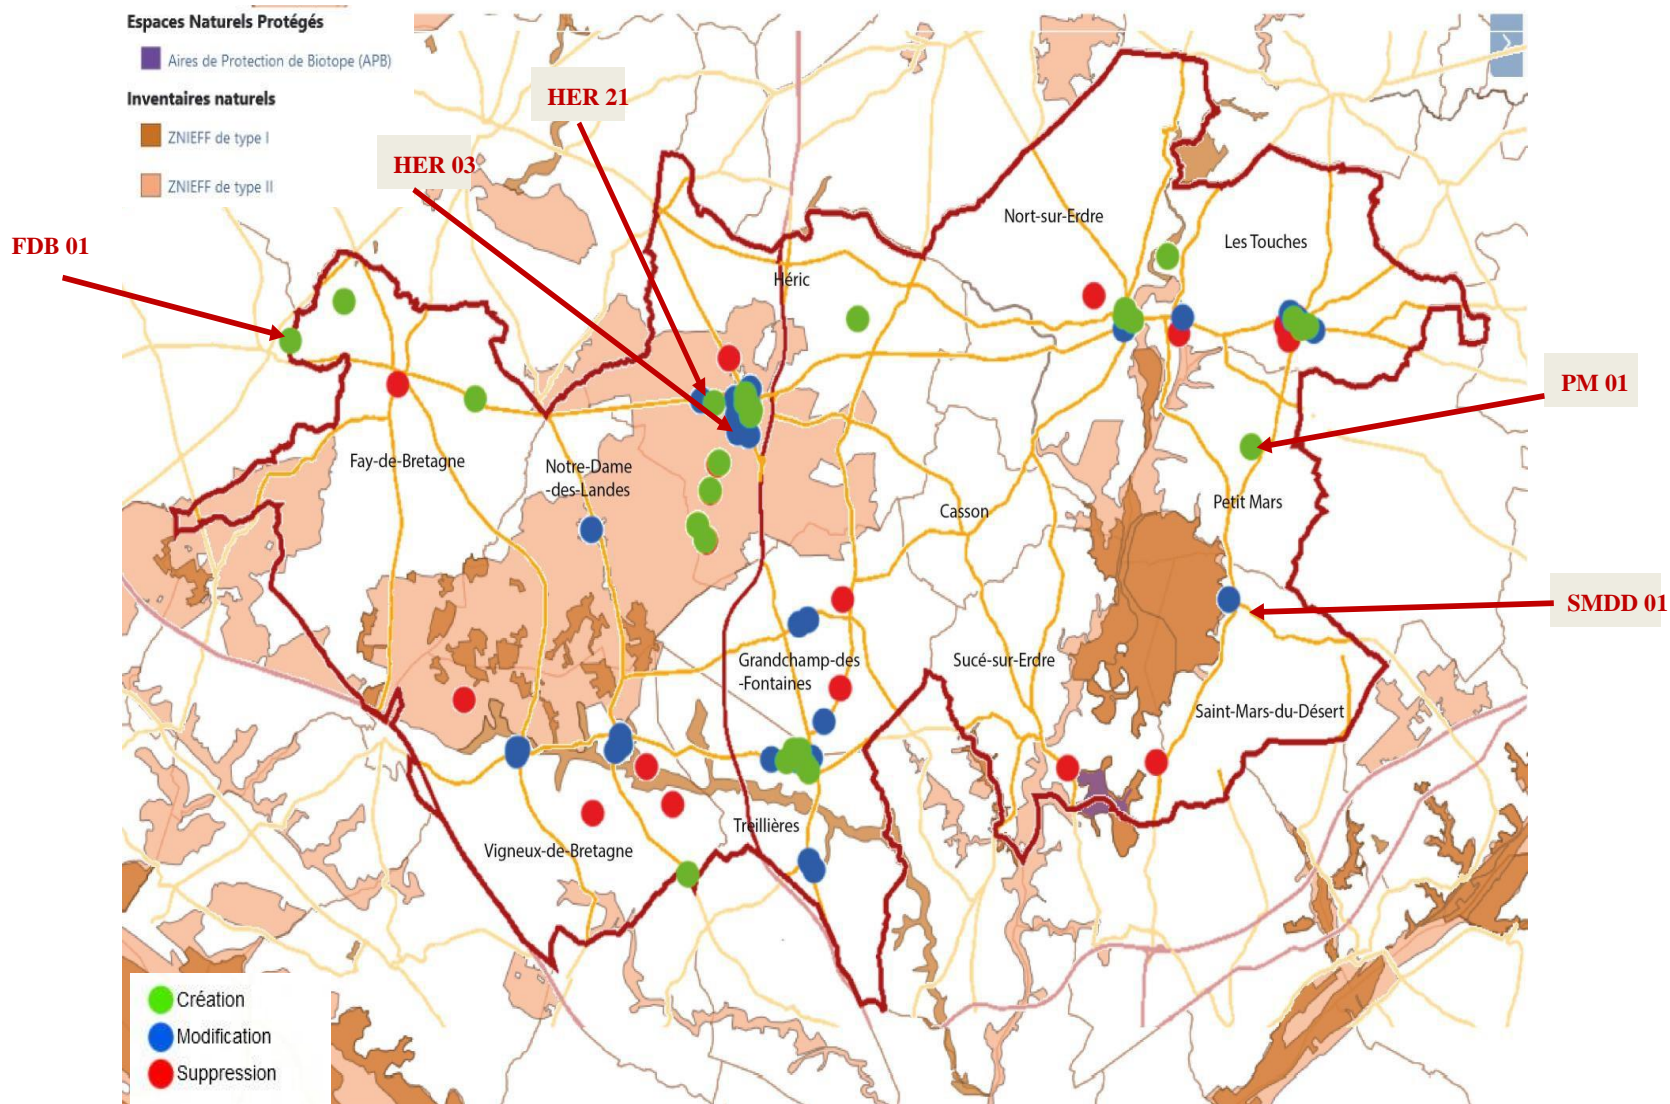 Espaces Naturels Protégés
Aires de Protection de Biotope (APB)
Inventaires naturels
ZNIEFF de type I
ZNIEFF de type II
HER 21
HER 03
FDB 01
PM 01
SMDD 01
Nort-sur-Erdre
Les Touches
Héric
Fay-de-Bretagne
Notre-Dame
-des-Landes
Casson
Petit Mars
Grandchamp-des
-Fontaines
Sucé-sur-Erdre
Saint-Mars-du-Désert
Treillières
Vigneux-de-Bretagne
Création
Modification
Suppression